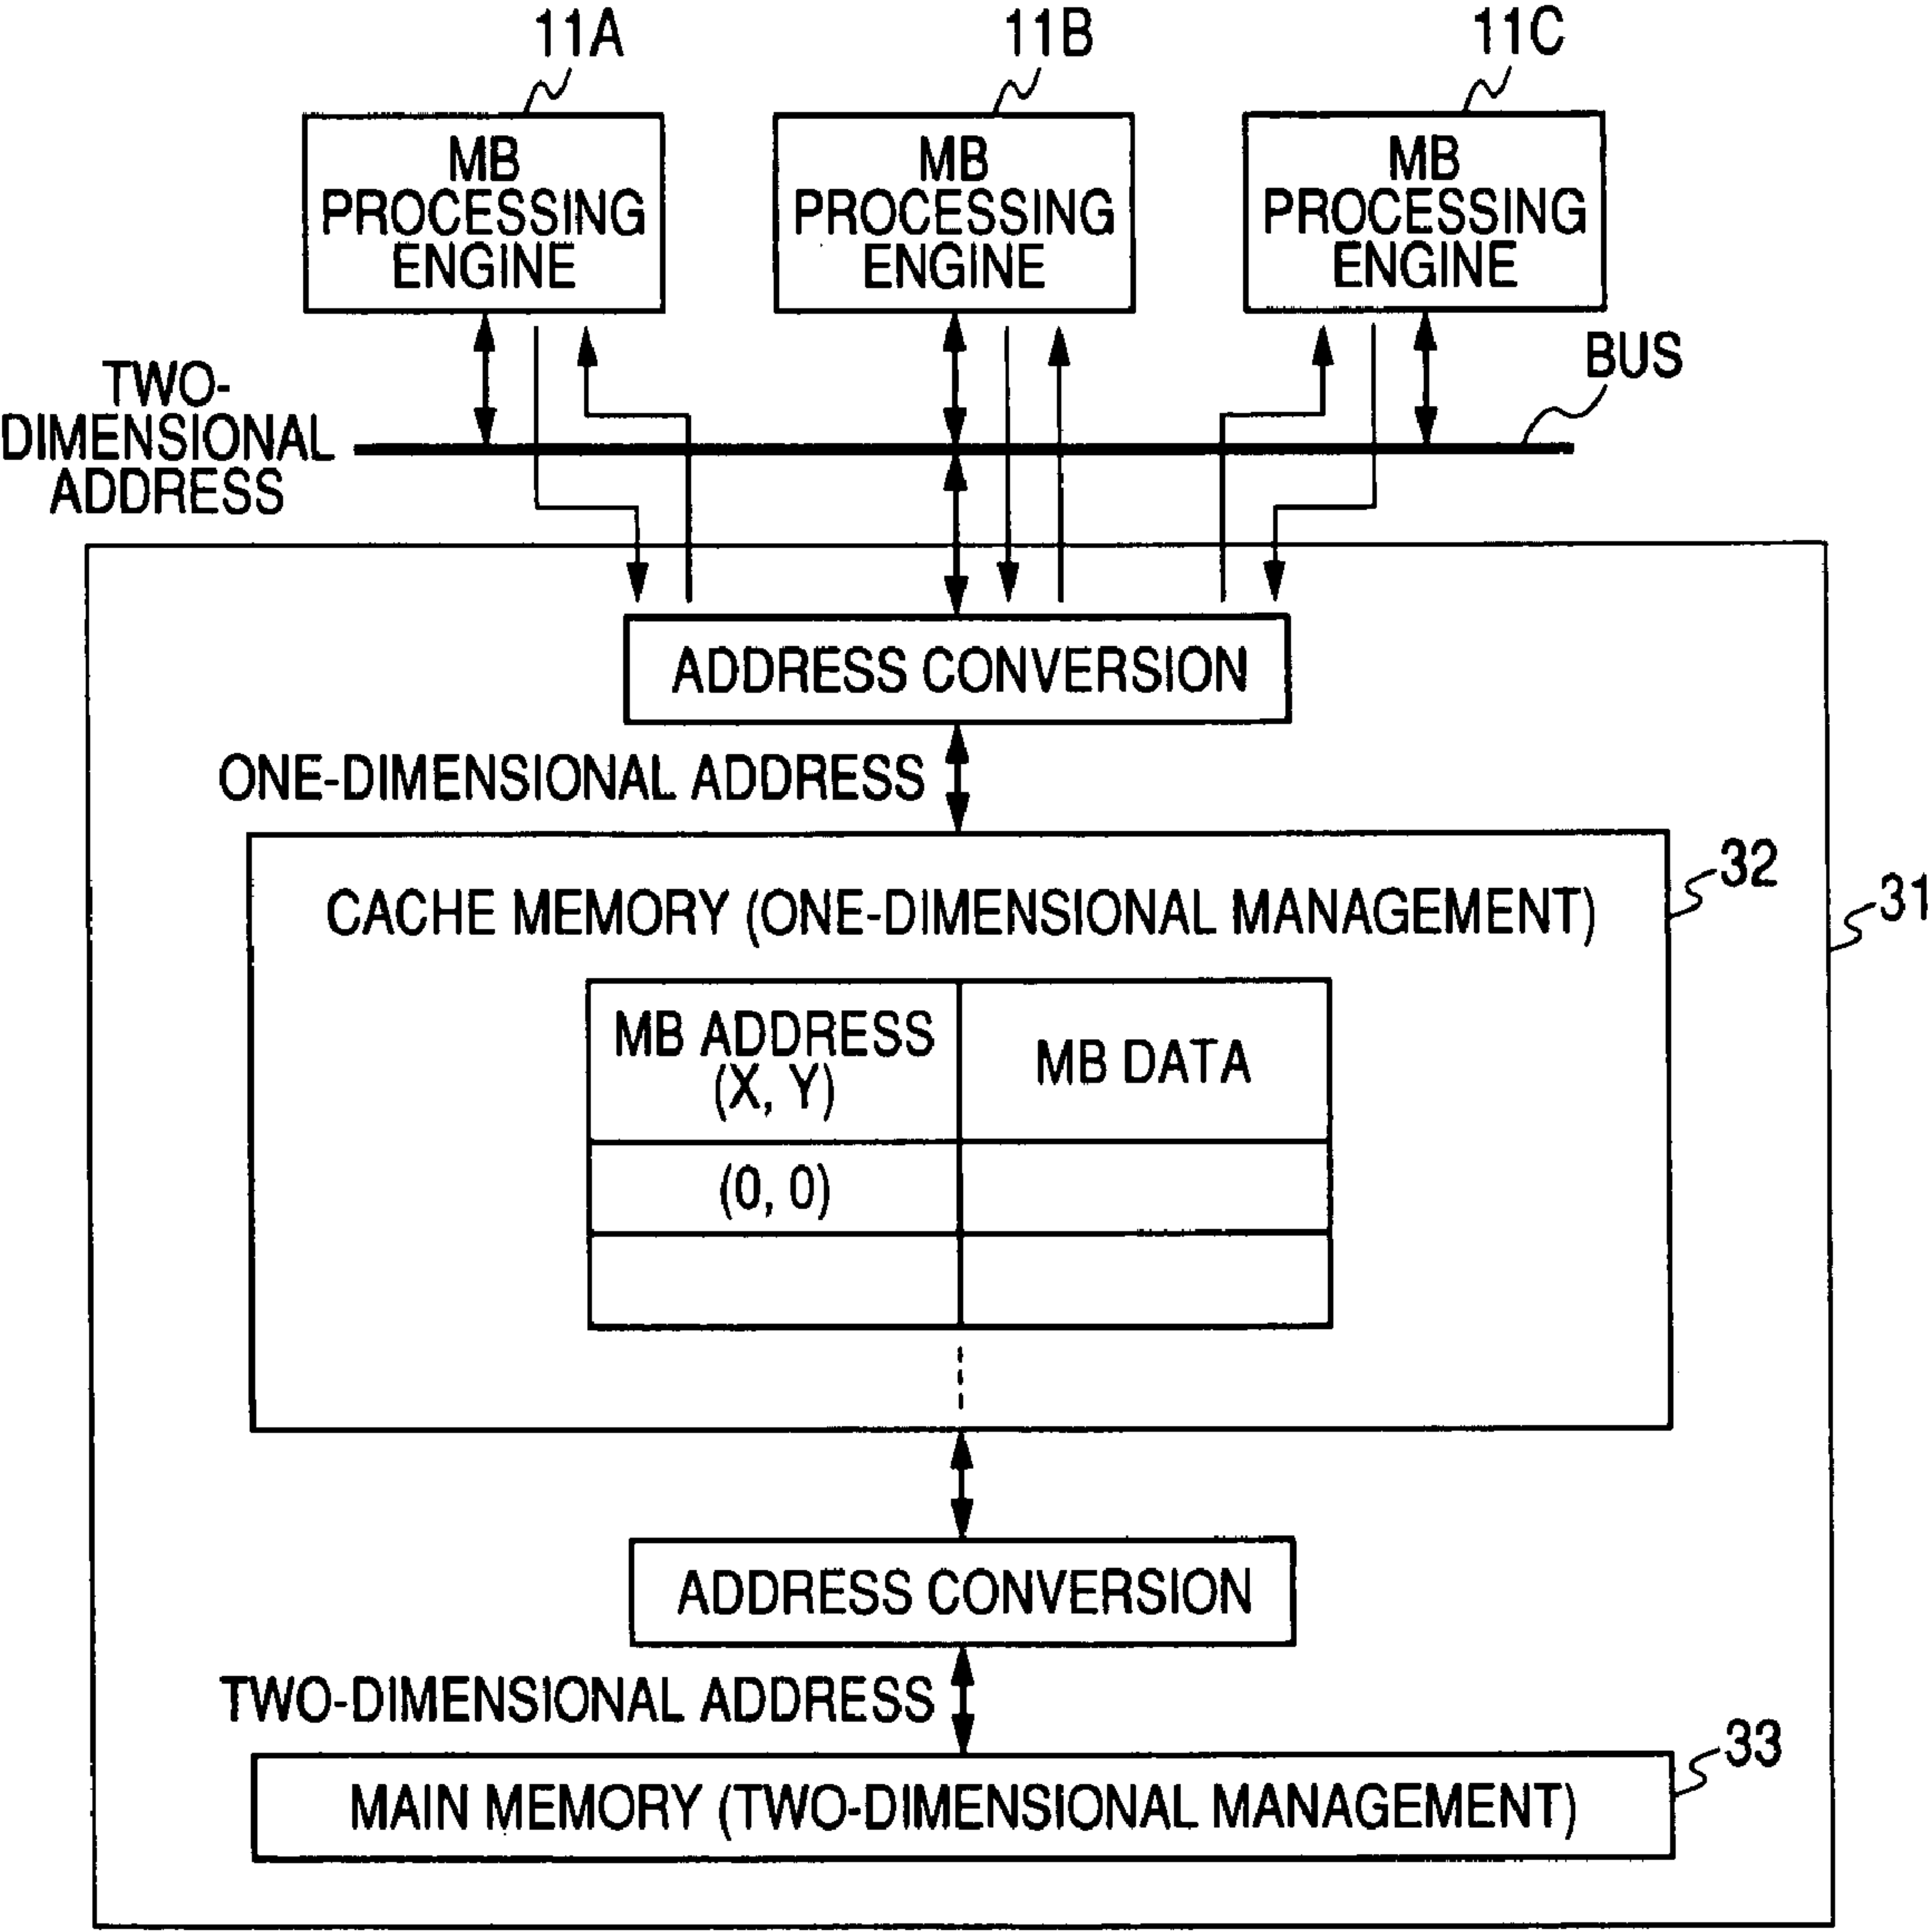 11A
11B
11C
MB
PROCESSING
ENGINE
MB
PROCESSING
ENGINE
MB
PROCESSING
ENGINE
BUS
TWO-
DIMENSIONAL
ADDRESS
ADDRESS CONVERSION
ONE-DIMENSIONAL ADDRESS
32
31
CACHE MEMORY (ONE-DIMENSIONAL MANAGEMENT)
MB ADDRESS
(X, Y)
MB DATA
(0, 0)
ADDRESS CONVERSION
TWO-DIMENSIONAL ADDRESS
33
MAIN MEMORY (TWO-DIMENSIONAL MANAGEMENT)